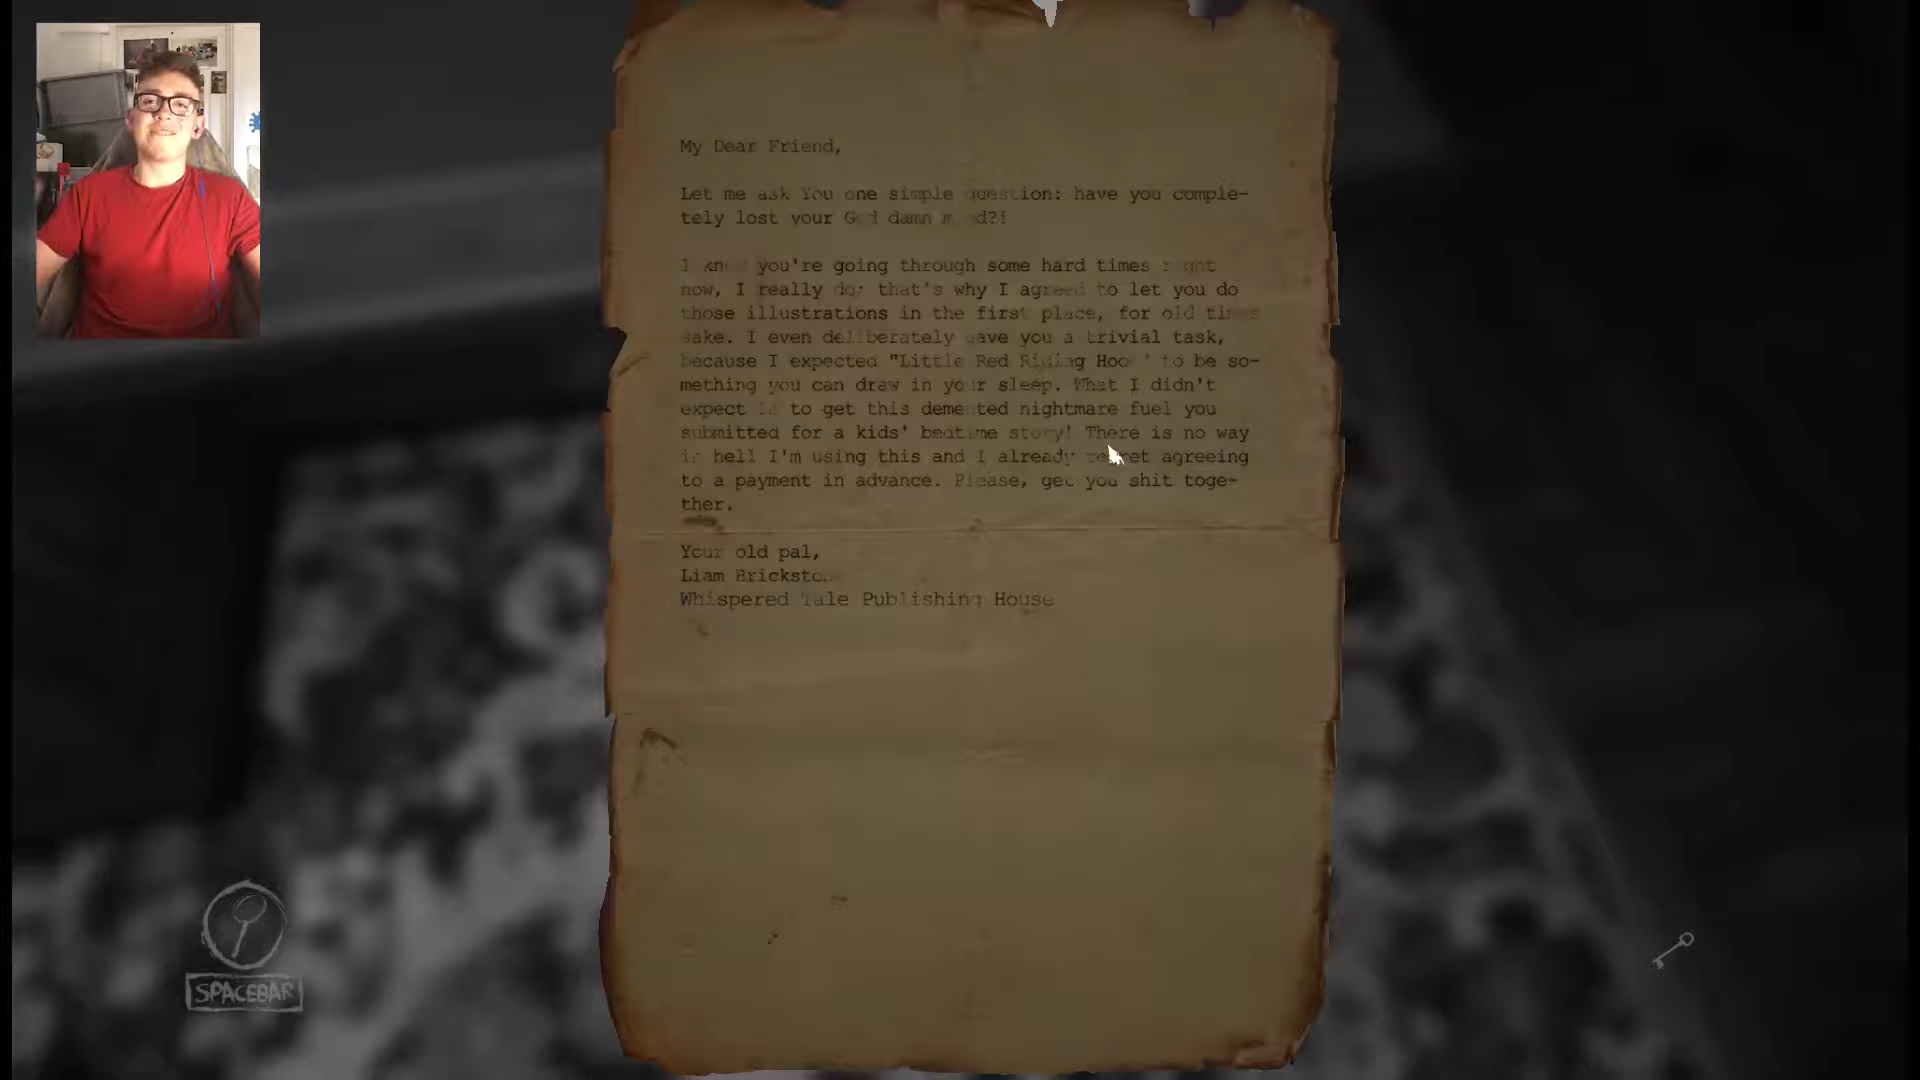 My Dear Friend,
Let me ask You one simple question: have you comple-
tely lost your God damn mind?!
I know you're going through some hard times right
now, I really do; that's why I agreed to let you do
those illustrations in the first place, for old times
sake. I even deliberately gave you a trivial task,
because I expected "Little Red Riding Hood" to be so-
mething you can draw in your sleep. What I didn't
expect is to get this demented nightmare fuel you
submitted for a kids' bedtime story! There is no way
in hell I'm using this and I already regret agreeing
to a payment in advance. Please, get you shit toge-
ther.
Your old pal,
Liam
Whispered Tale Publishing House
SPACEBAR